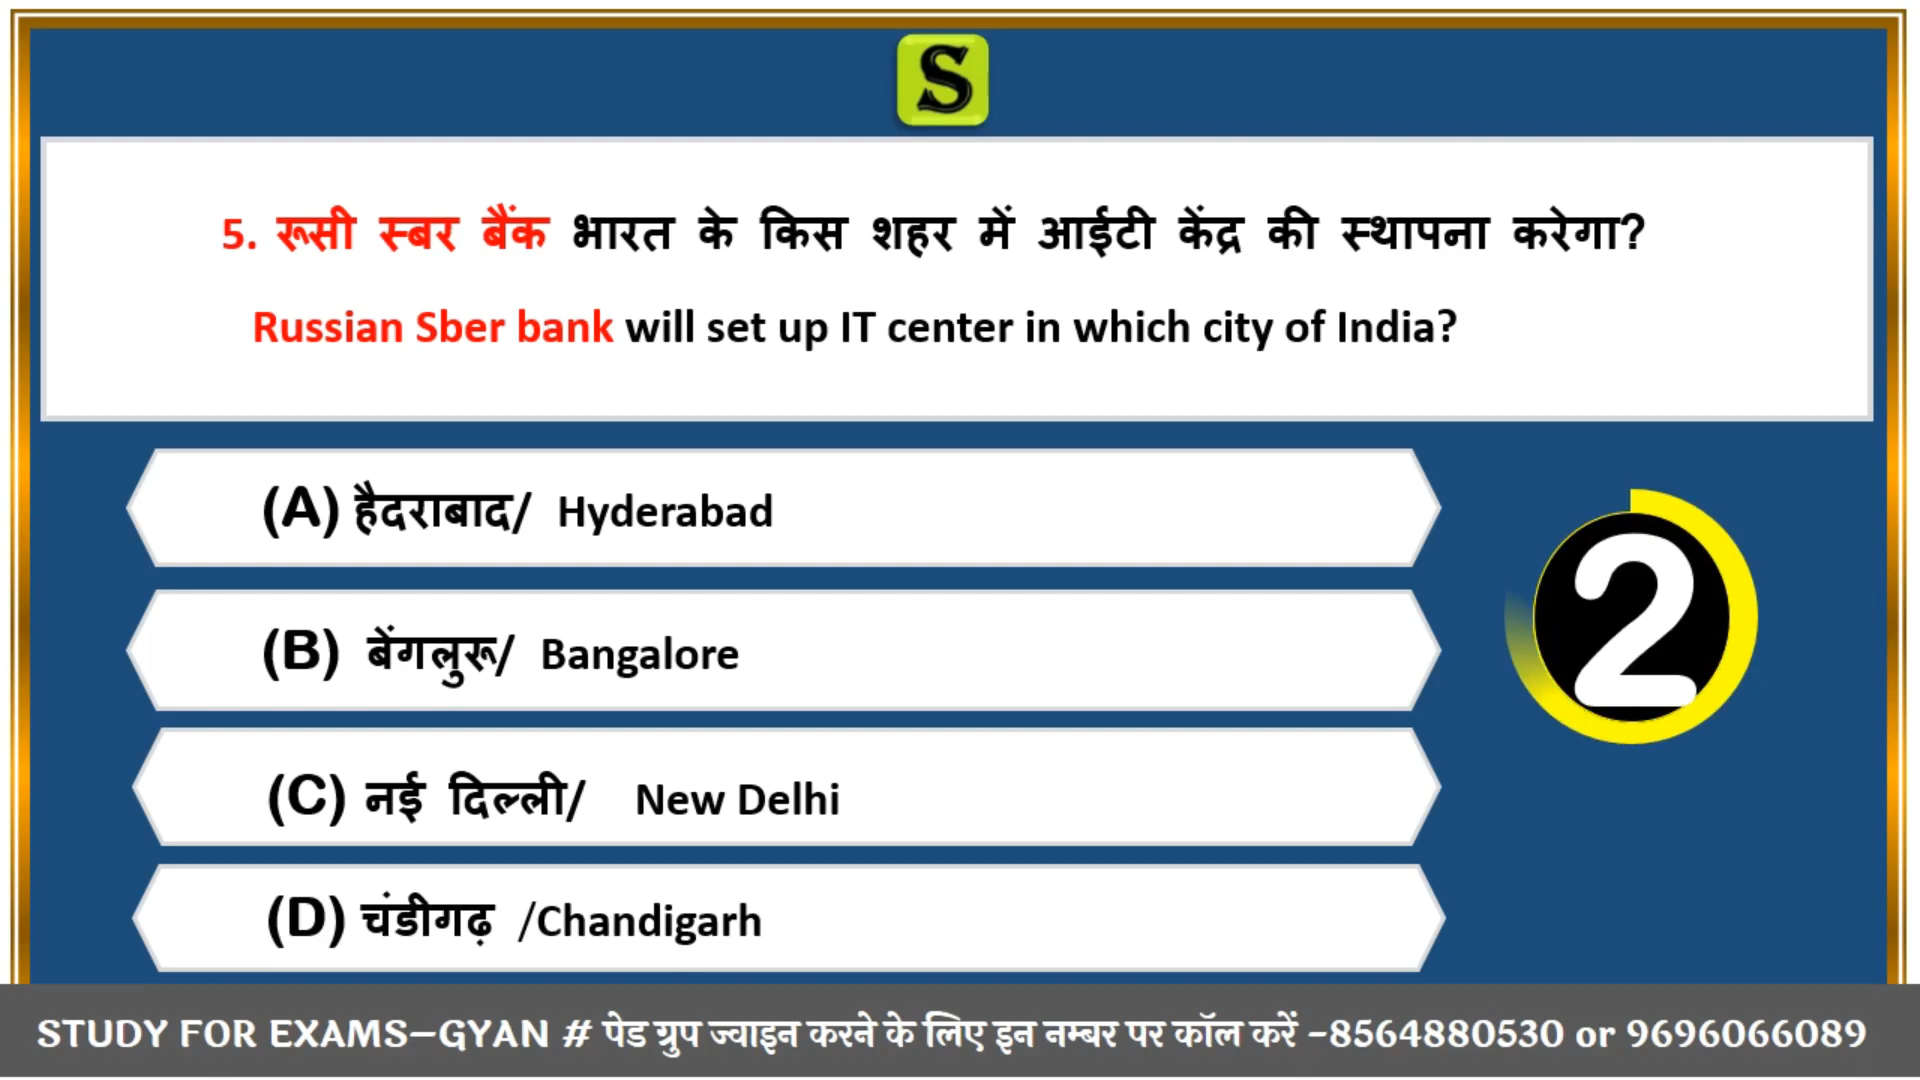 S
5. रूसी स्बर बैंक भारत के किस शहर में आईटी केंद्र की स्थापना करेगा?
Russian Sber bank will set up IT center in which city of India?
(A) हैदराबाद/ Hyderabad
(B) बेंगलुरू/ Bangalore
2
(C) नई दिल्ली/ New Delhi
(D) चंडीगढ़ /Chandigarh
STUDY FOR EXAMS–GYAN # पेड ग्रुप ज्वाइन करने के लिए इन नम्बर पर कॉल करें –8564880530 or 9696066089